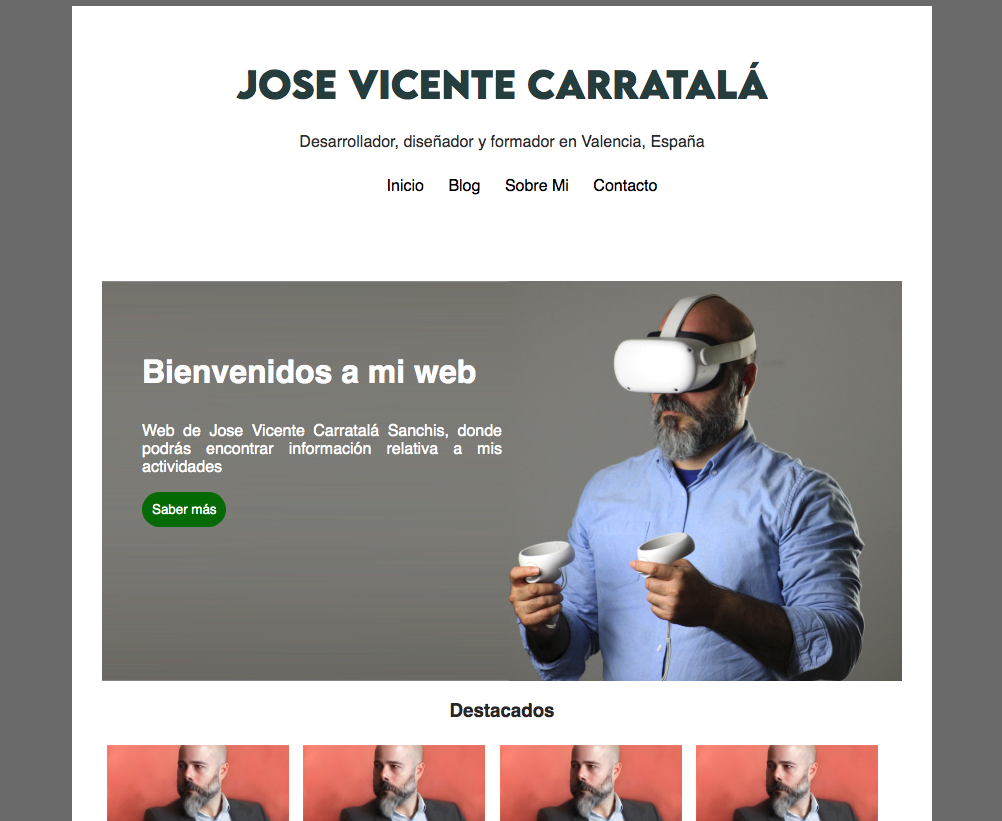 JOSE VICENTE CARRATALÁ
Desarrollador, diseñador y formador en Valencia, España
Inicio Blog Sobre Mi Contacto
Bienvenidos a mi web
Web de Jose Vicente Carratalá Sanchis, donde
podrás encontrar información relativa a mis
actividades
Saber más
Destacados